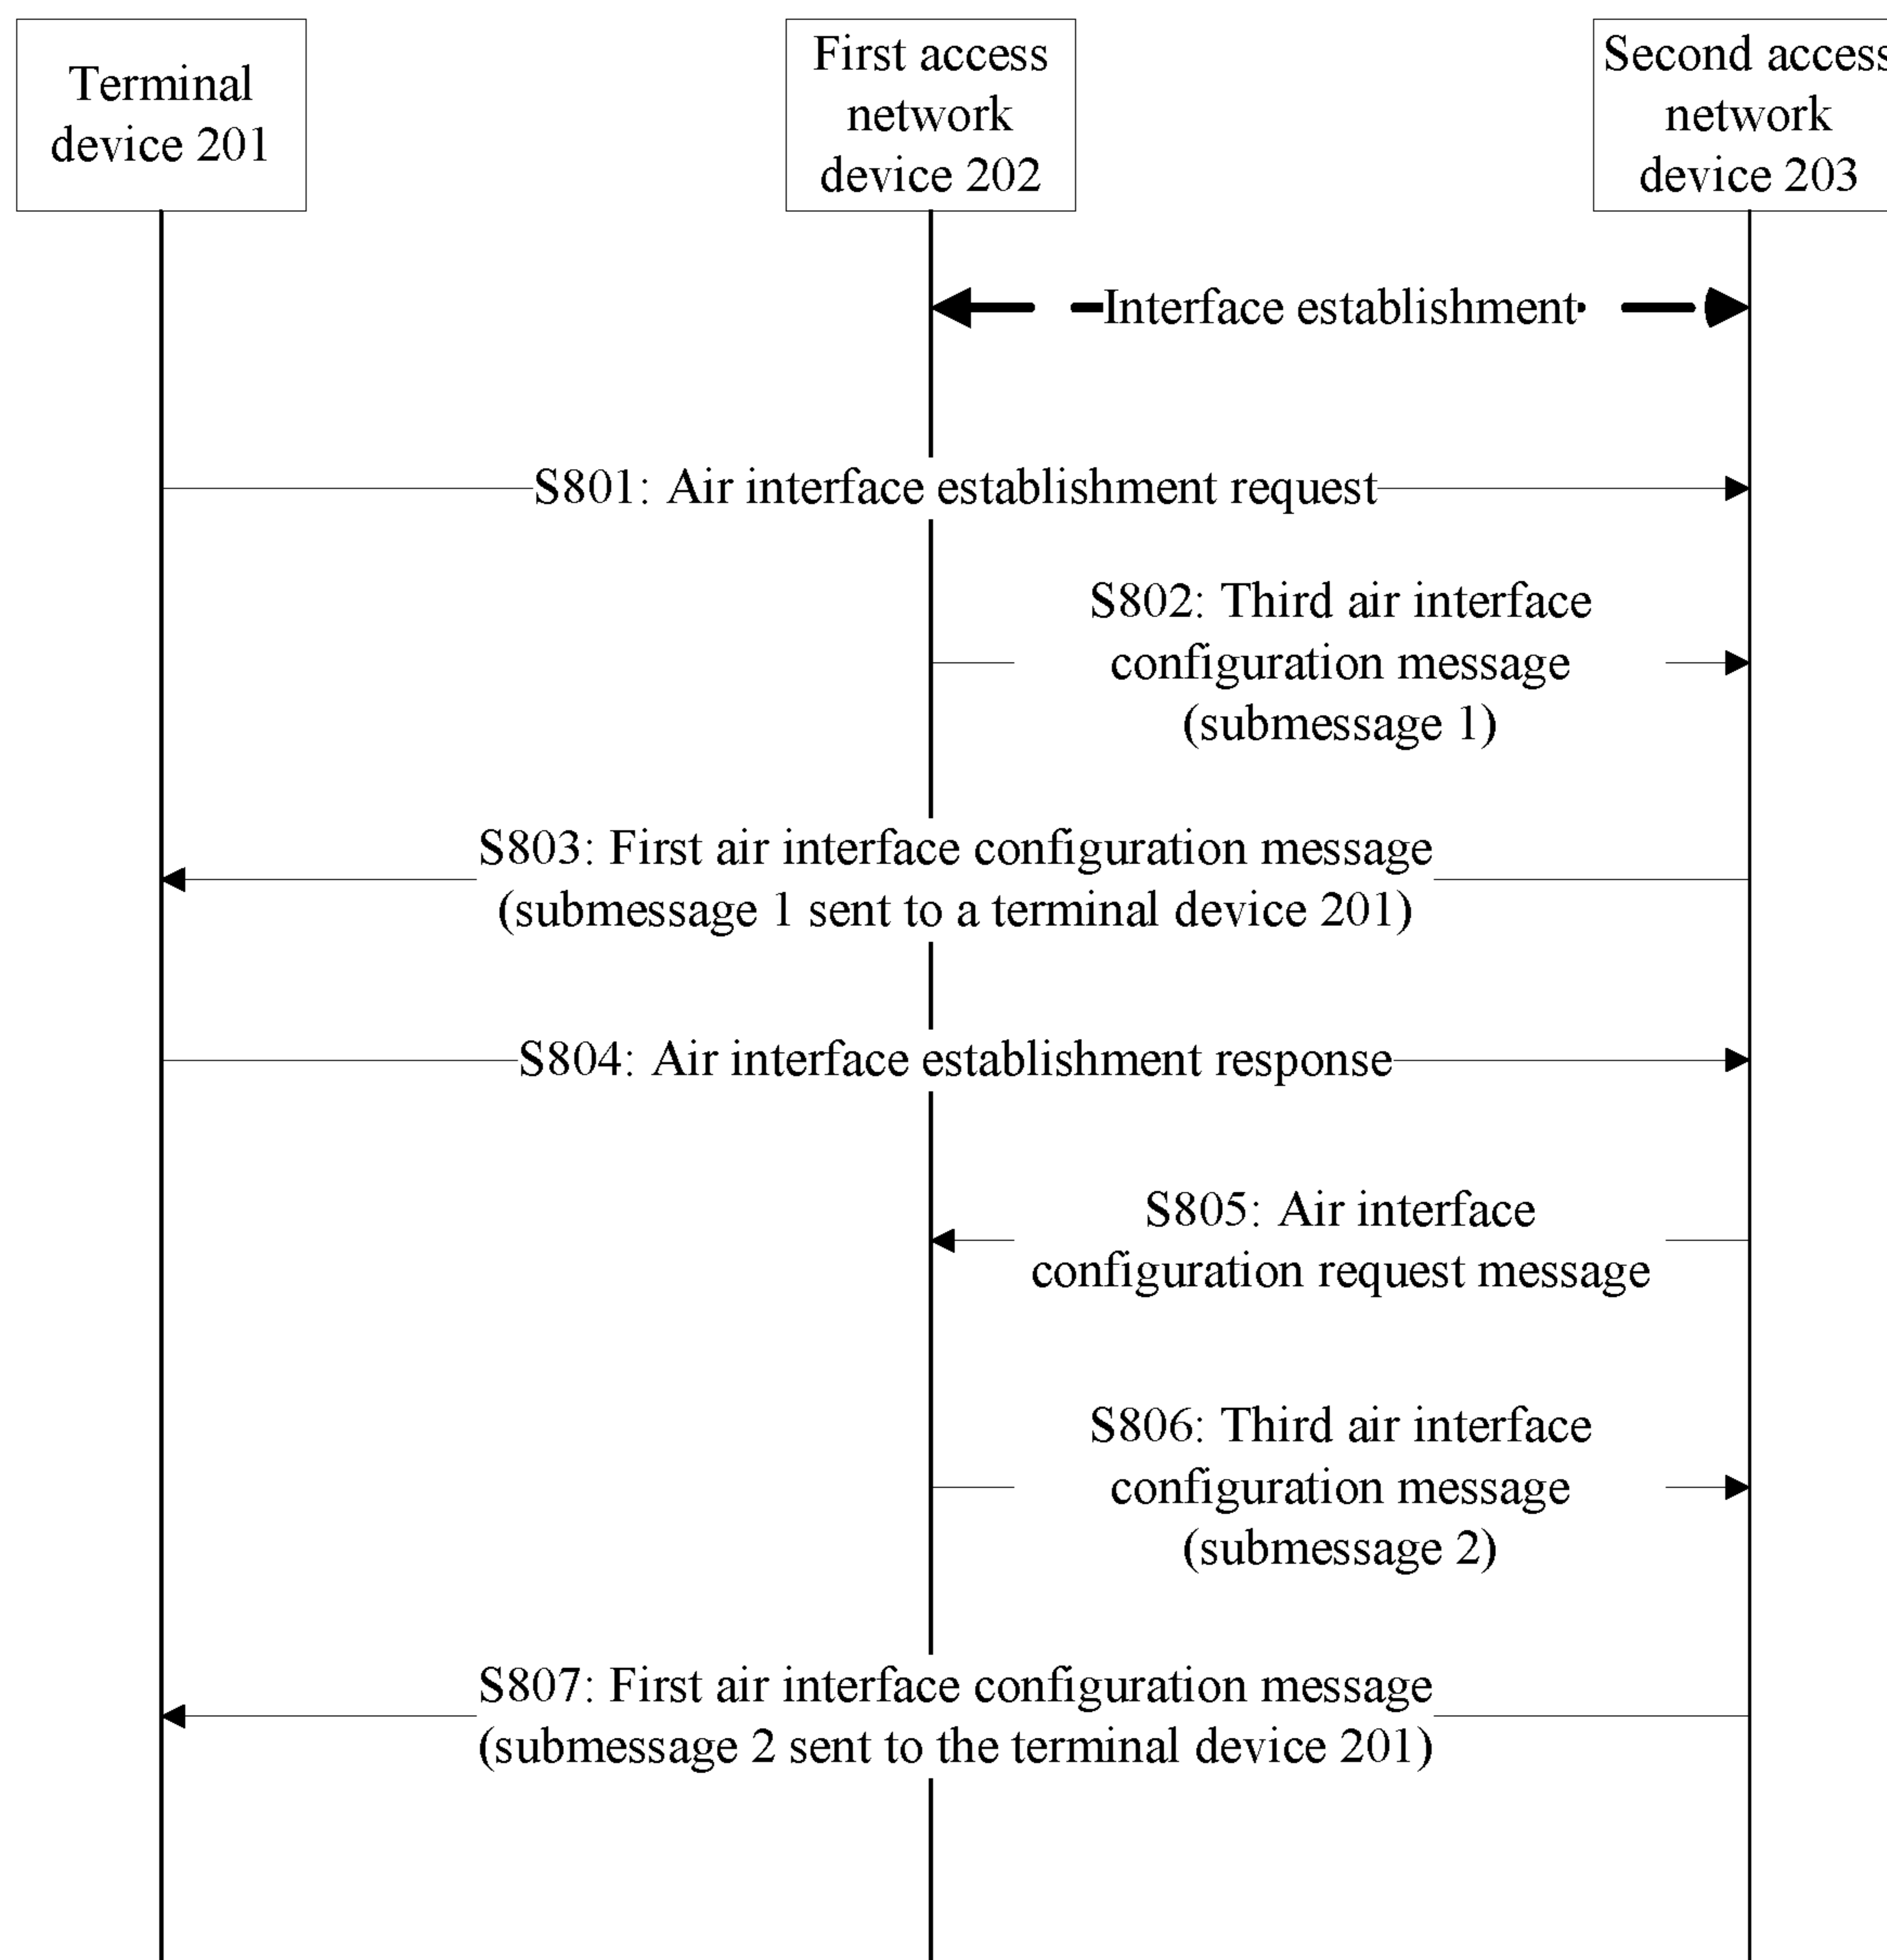 Terminal
device 201
First access
network
device 202
Second access
network
device 203
Interface establishment
S801: Air interface establishment request
S802: Third air interface
configuration message
(submessage 1)
S803: First air interface configuration message
(submessage 1 sent to a terminal device 201)
S804: Air interface establishment response
S805: Air interface
configuration request message
S806: Third air interface
configuration message
(submessage 2)
S807: First air interface configuration message
(submessage 2 sent to the terminal device 201)